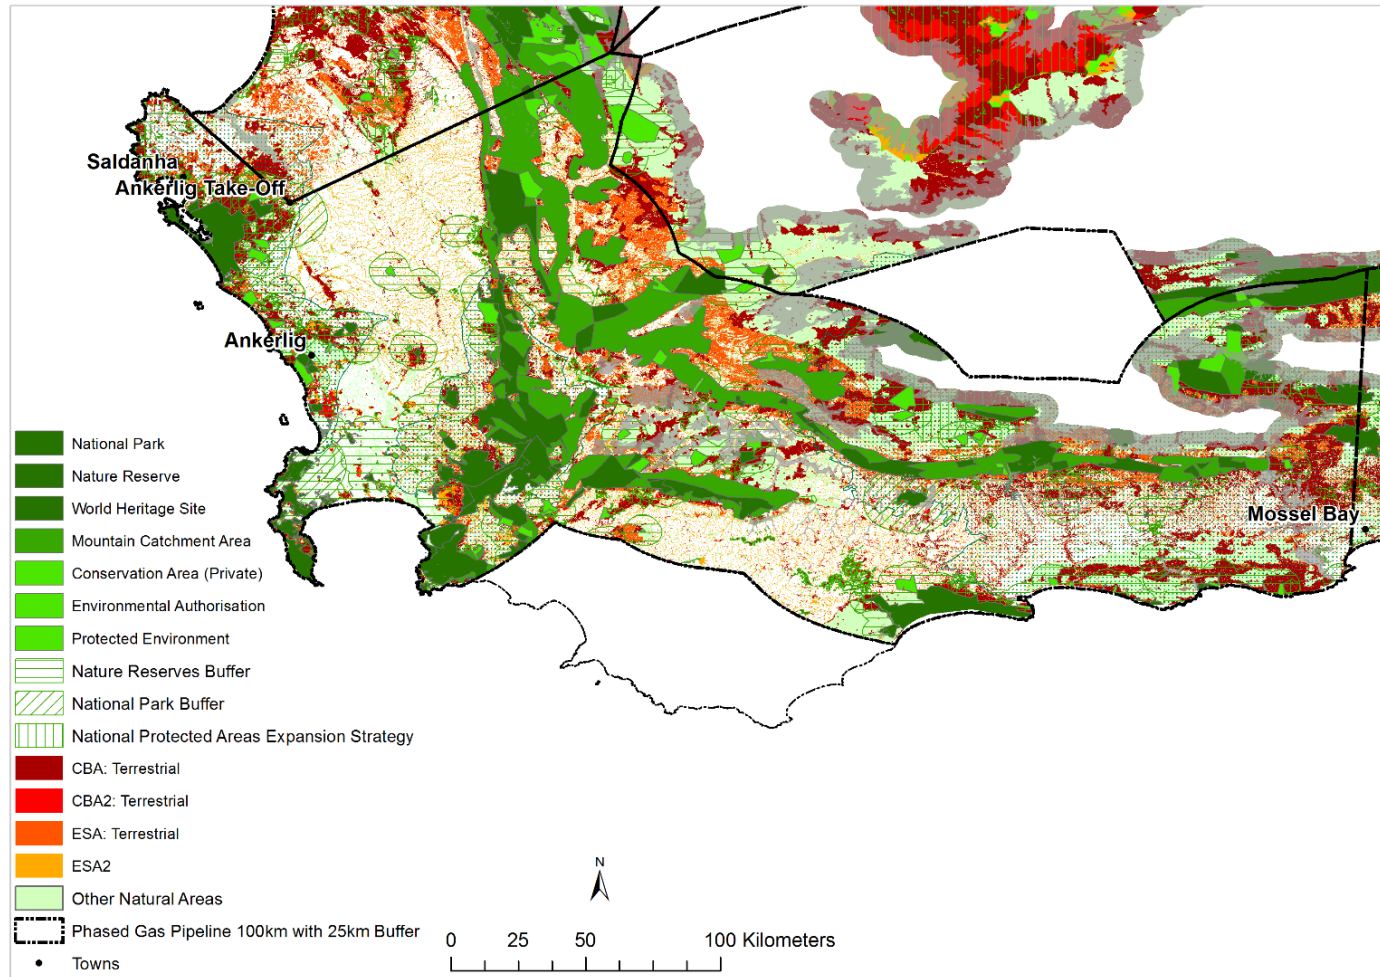 Saldanha
Ankerlig Take-Off
Ankerlig
Mossel Bay
National Park
Nature Reserve
World Heritage Site
Mountain Catchment Area
Conservation Area (Private)
Environmental Authorisation
Protected Environment
Nature Reserves Buffer
National Park Buffer
National Protected Areas Expansion Strategy
CBA: Terrestrial
CBA2: Terrestrial
ESA: Terrestrial
ESA2
Other Natural Areas
Phased Gas Pipeline 100km with 25km Buffer
Towns
N
0 25 50 100 Kilometers